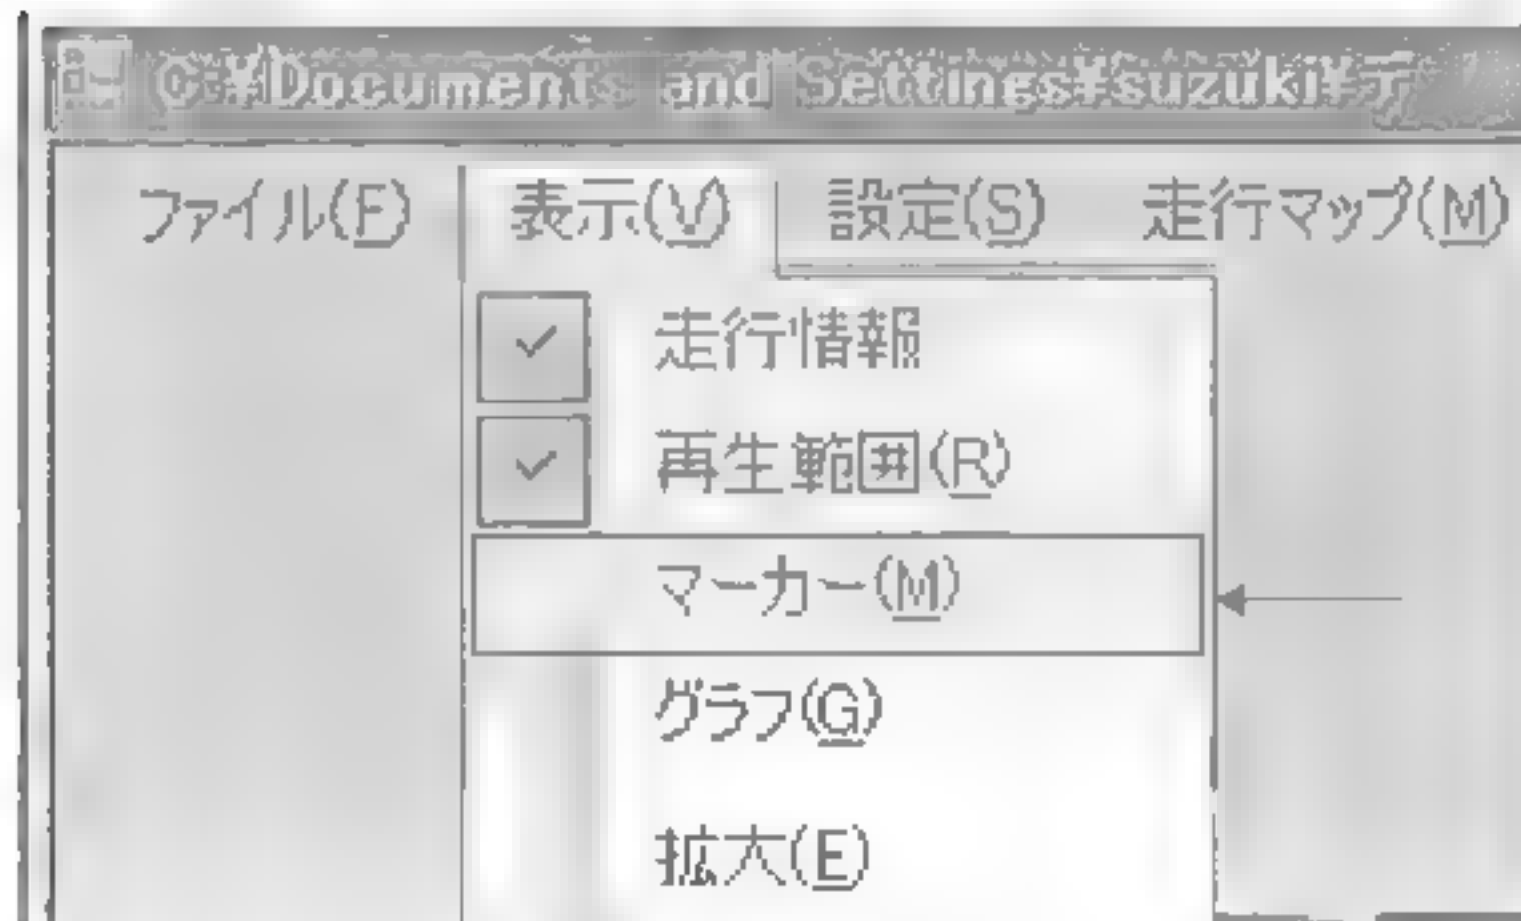 C:¥Documents and Settings¥suzuki¥デ
ファイル(F) 表示(V) 設定(S) 走行マップ(M)
走行情報
再生範囲(R)
マーカー(M)
グラフ(G)
拡大(E)